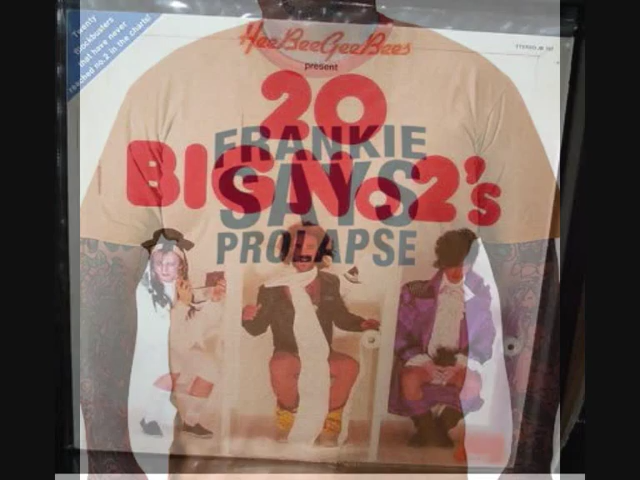 Twenty
Blockbusters
that have never
reached no.2 in the charts!
HeeBeeGeeBees
present
20
BIG No.2's
FRANKIE
SAYS
PROLAPSE